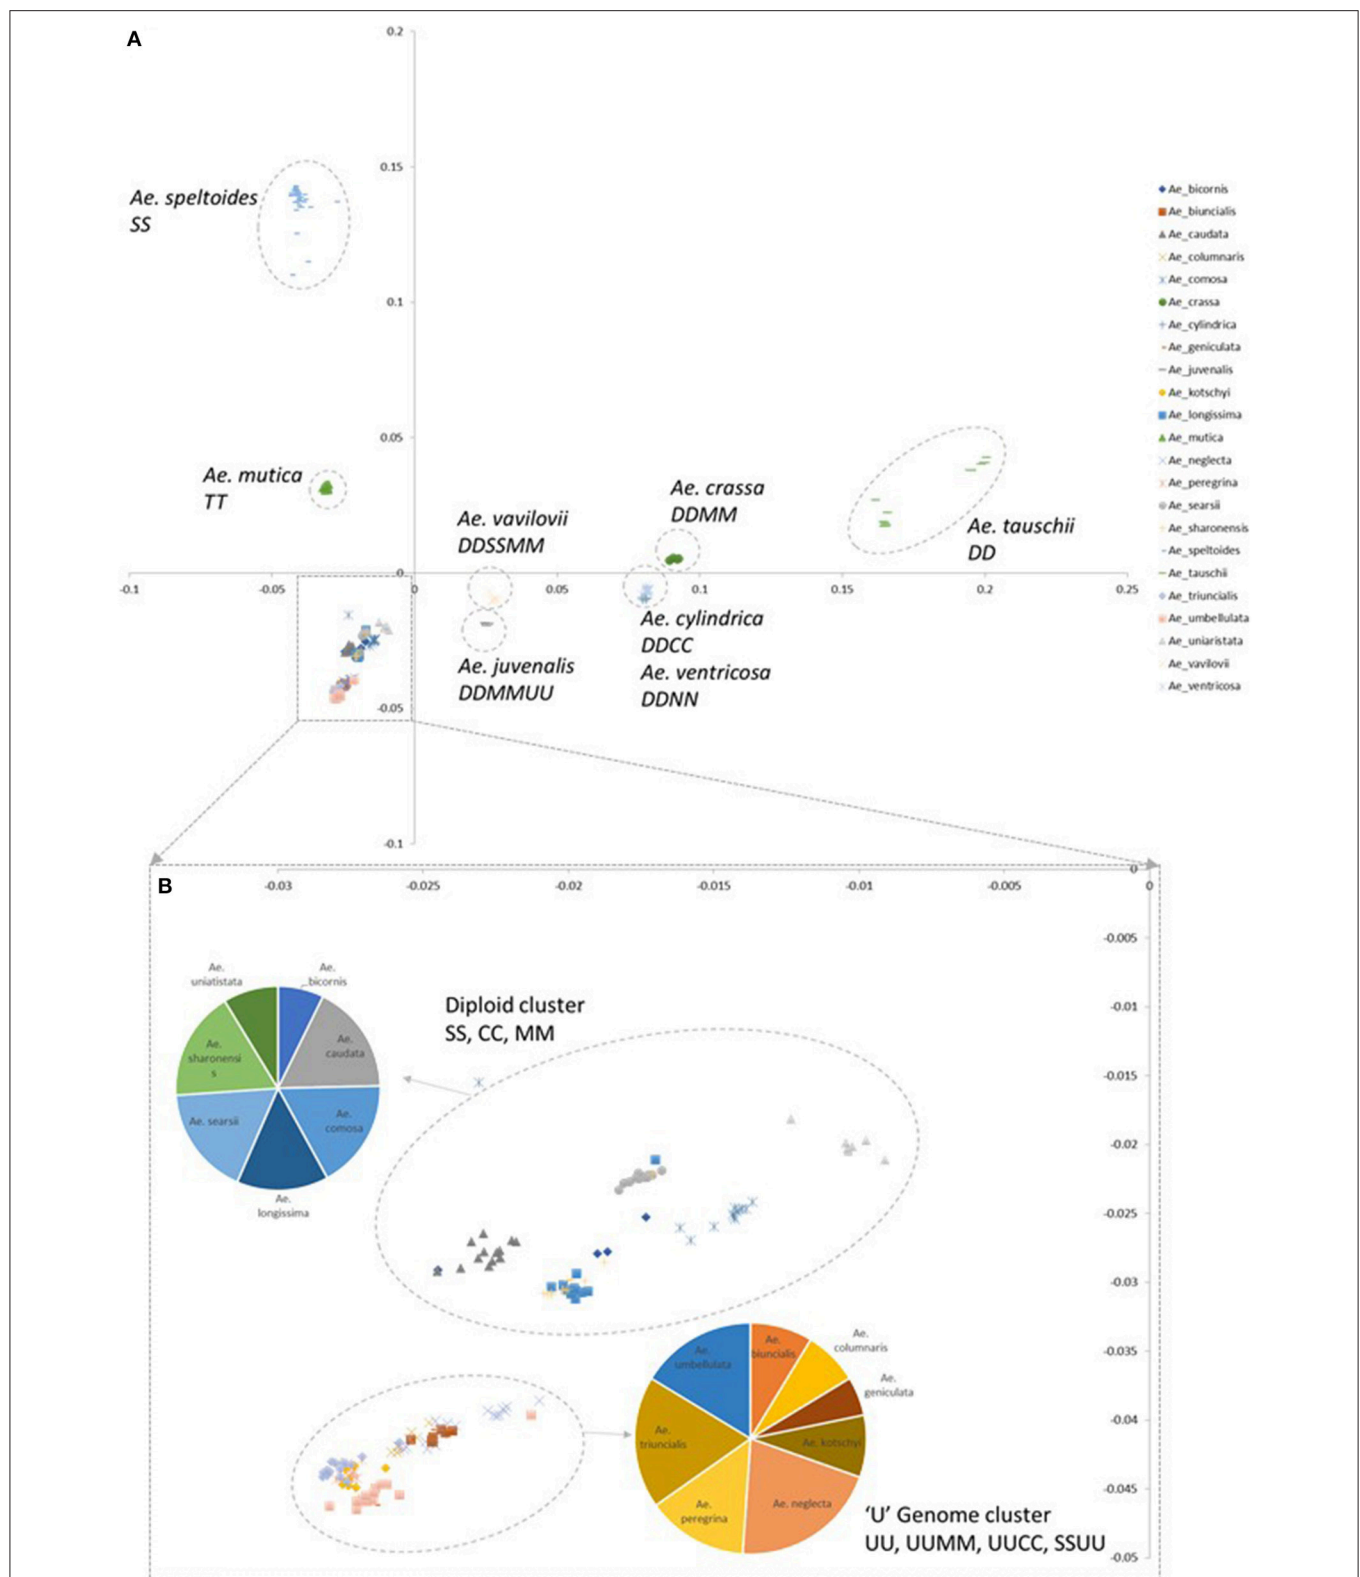 A
0.2
0.15
0.1
0.05
0
-0.05
-0.1
-0.1
-0.05
0
0.05
0.1
0.15
0.2
0.25
Ae. speltoides
SS
Ae. mutica
TT
Ae. vavilovii
DDSSMM
Ae. crassa
DDMM
Ae. tauschii
DD
Ae. cylindrica
DDCC
Ae. ventricosa
DDNN
Ae. juvenalis
DDMMUU
Ae_bicornis
Ae_biuncialis
Ae_caudata
Ae_columnaris
Ae_comosa
Ae_crassa
Ae_cylindrica
Ae_geniculata
Ae_juvenalis
Ae_kotschyi
Ae_longissima
Ae_mutica
Ae_neglecta
Ae_peregrina
Ae_searsii
Ae_sharonensis
Ae_speltoides
Ae_tauschii
Ae_triuncialis
Ae_umbellulata
Ae_uniaristata
Ae_vavilovii
Ae_ventricosa
B
-0.03
-0.025
-0.02
-0.015
-0.01
-0.005
0
0
-0.005
-0.01
-0.015
-0.02
-0.025
-0.03
-0.035
-0.04
-0.045
-0.05
Ae.
uniatistata
Ae.
bicornis
Ae.
caudata
Ae.
comosa
Ae.
longissima
Ae. searsii
Ae.
sharonensi
s
Diploid cluster
SS, CC, MM
Ae.
umbellulata
Ae.
biuncialis
Ae.
columnaris
Ae.
geniculata
Ae. kotschyi
Ae. neglecta
Ae.
peregrina
Ae.
triuncialis
‘U’ Genome cluster
UU, UUMM, UUCC, SSUU